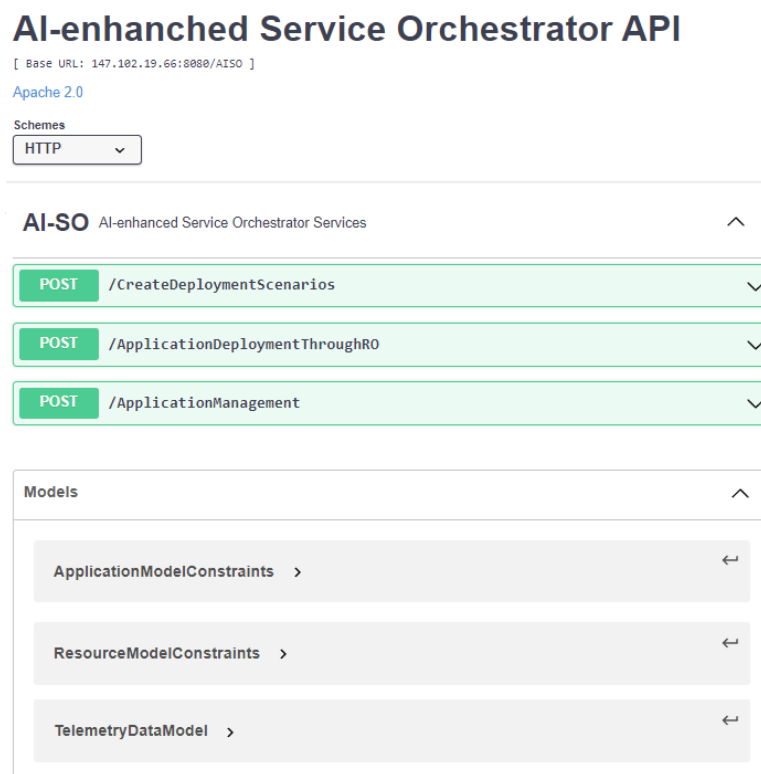 AI-enhanched Service Orchestrator API
[ Base URL: 147.102.19.66:8080/AISO ]
Apache 2.0
Schemes
HTTP
AI-SO AI-enhanced Service Orchestrator Services
POST /CreateDeploymentScenarios
POST /ApplicationDeploymentThroughRO
POST /ApplicationManagement
Models
ApplicationModelConstraints
ResourceModelConstraints
TelemetryDataModel